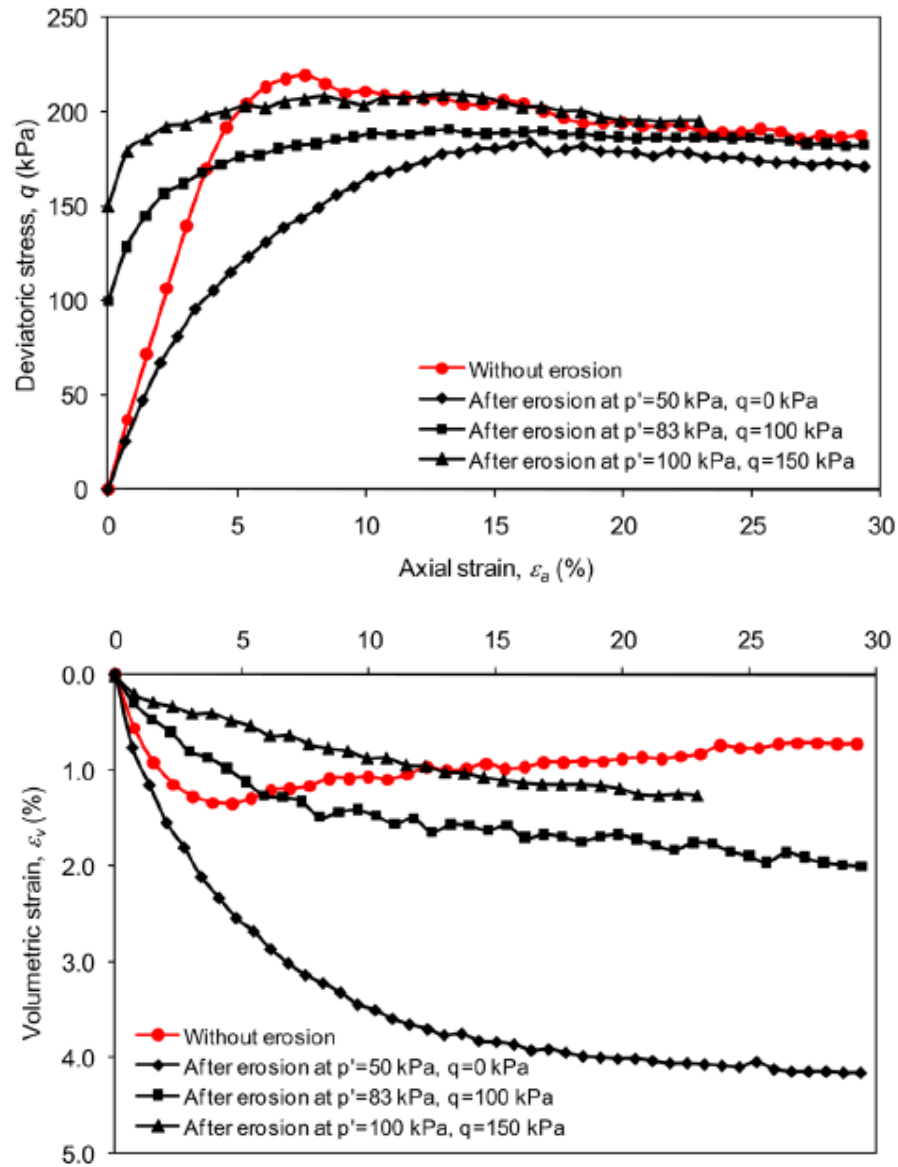 250
200
150
100
50
0
Deviatoric stress, q (kPa)
Without erosion
After erosion at p'=50 kPa, q=0 kPa
After erosion at p'=83 kPa, q=100 kPa
After erosion at p'=100 kPa, q=150 kPa
0 5 10 15 20 25 30
Axial strain, εa (%)
0 5 10 15 20 25 30
0.0
1.0
2.0
3.0
4.0
5.0
Volumetric strain, εv (%)
Without erosion
After erosion at p'=50 kPa, q=0 kPa
After erosion at p'=83 kPa, q=100 kPa
After erosion at p'=100 kPa, q=150 kPa